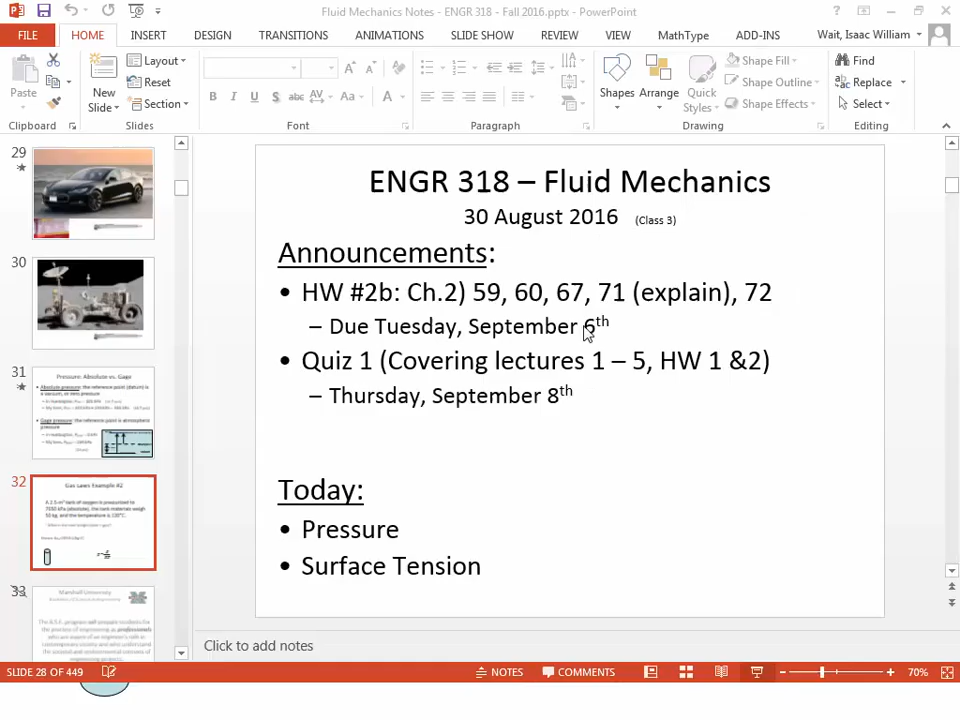 Fluid Mechanics Notes - ENGR 318 - Fall 2016.pptx - PowerPoint
FILE HOME INSERT DESIGN TRANSITIONS ANIMATIONS SLIDE SHOW REVIEW VIEW MathType ADD-INS Wait, Isaac William
Paste
New Slide
Layout
Reset
Section
B I U S abc AV Aa A
Shapes
Arrange
Quick Styles
Shape Fill
Shape Outline
Shape Effects
Find
Replace
Select
Clipboard Slides Font Paragraph Drawing Editing
29
30
31
Pressure: Absolute vs. Gage
32
Gas Laws Example #2
33
Marshall University
ENGR 318 – Fluid Mechanics
30 August 2016 (Class 3)
Announcements:
• HW #2b: Ch.2) 59, 60, 67, 71 (explain), 72
– Due Tuesday, September 6th
• Quiz 1 (Covering lectures 1 – 5, HW 1 &2)
– Thursday, September 8th
Today:
• Pressure
• Surface Tension
Click to add notes
SLIDE 28 OF 449 NOTES COMMENTS 70%